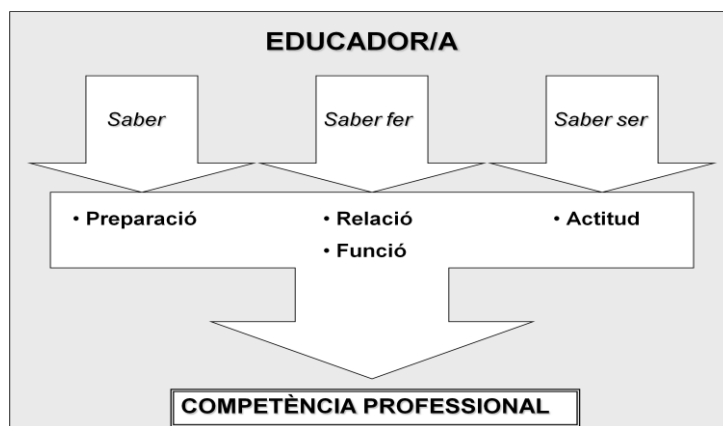 EDUCADOR/A
Saber
Saber fer
Saber ser
• Preparació
• Relació
• Actitud
• Funció
COMPETÈNCIA PROFESSIONAL